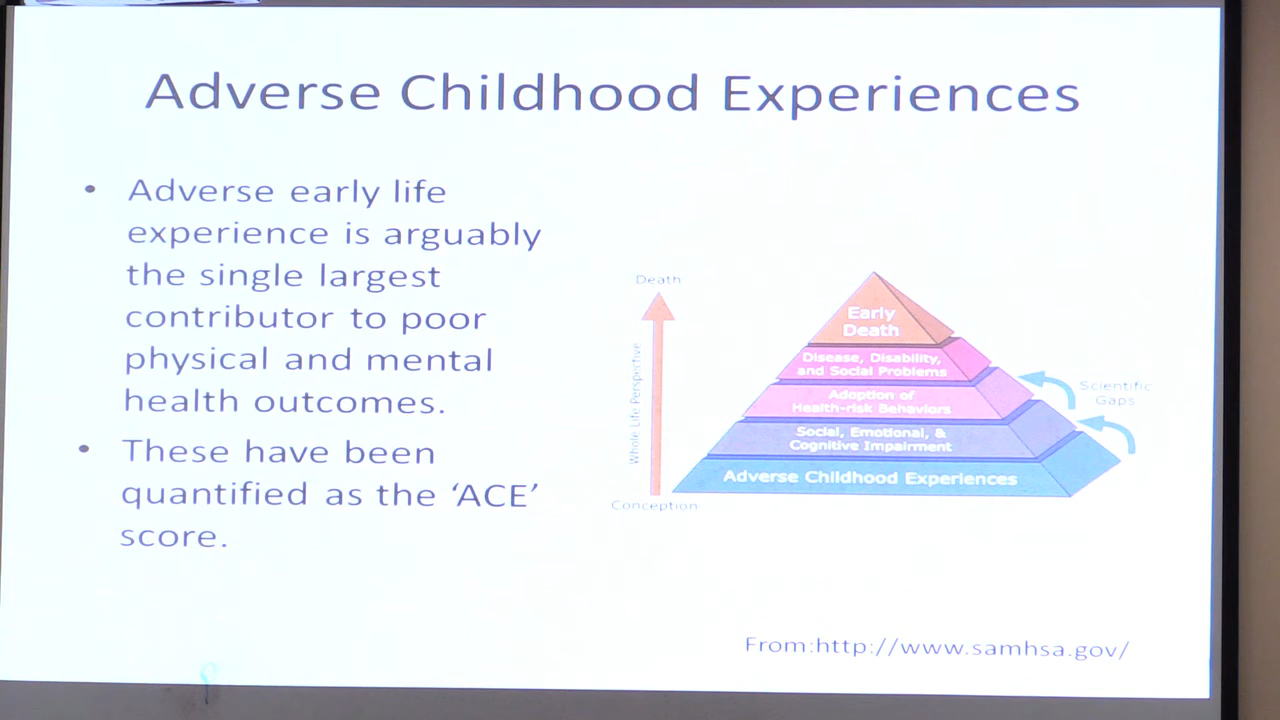 Adverse Childhood Experiences
• Adverse early life
experience is arguably
the single largest
contributor to poor
physical and mental
health outcomes.
• These have been
quantified as the ‘ACE’
score.
Death
Whole Life Perspective
Conception
Early
Death
Disease, Disability,
and Social Problems
Adoption of
Health-risk Behaviors
Social, Emotional, &
Cognitive Impairment
Adverse Childhood Experiences
Scientific
Gaps
From:http://www.samhsa.gov/